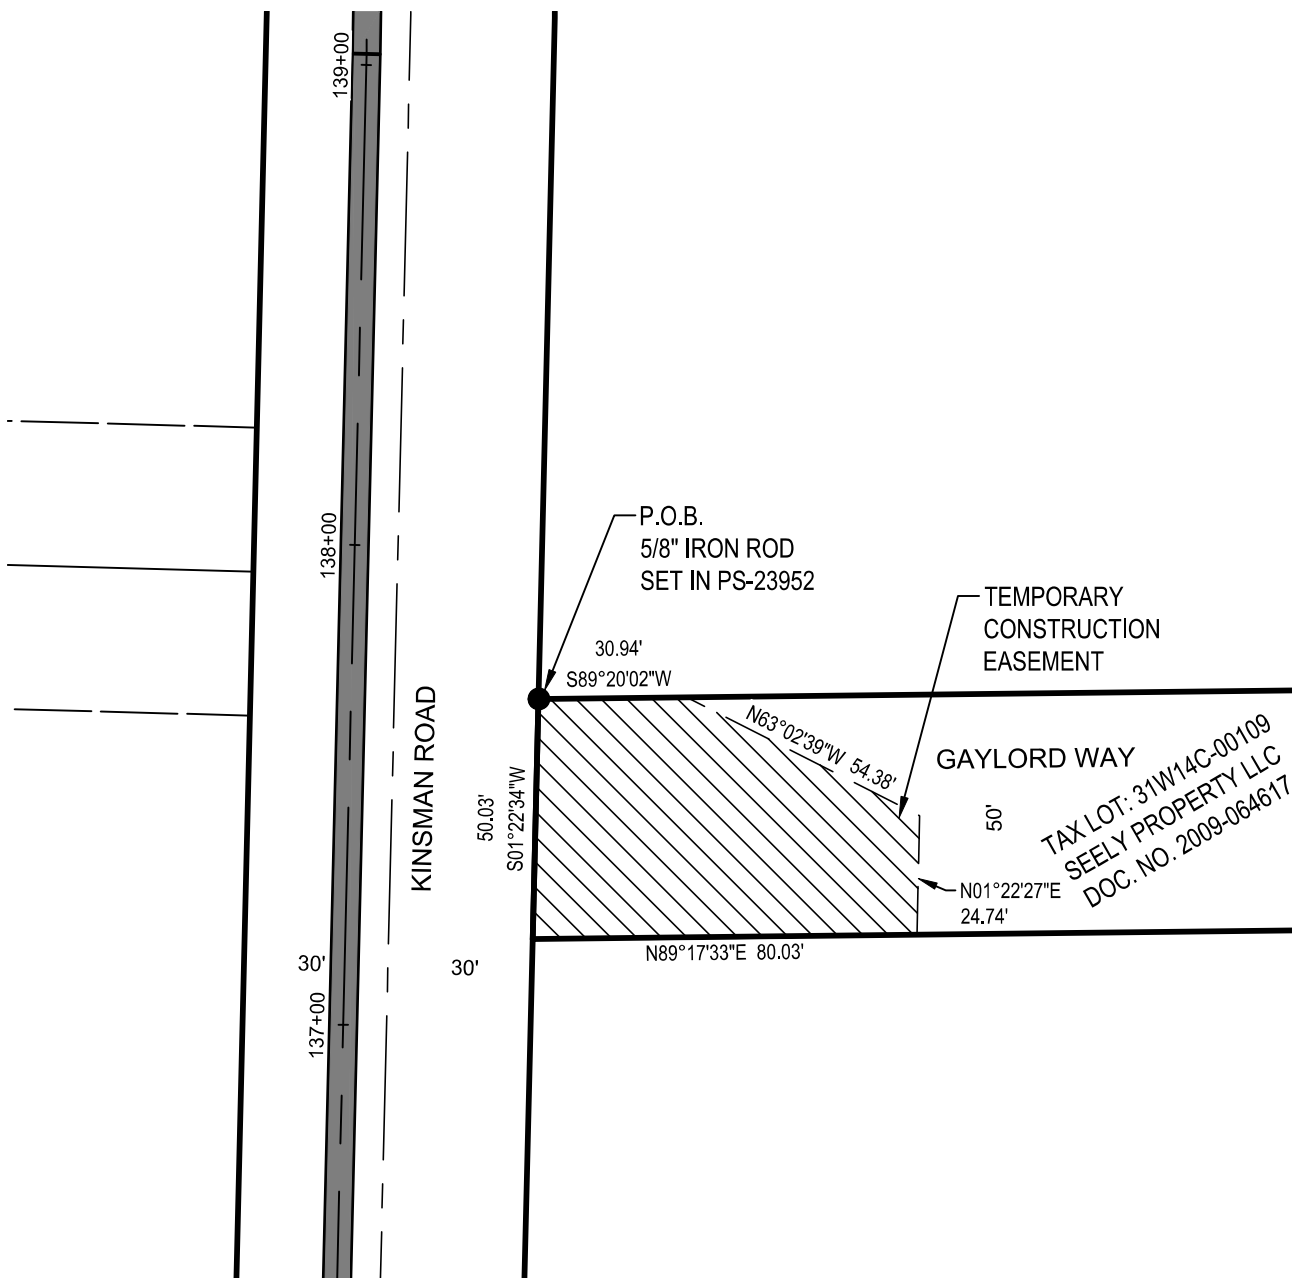 139+00
138+00
P.O.B.
5/8" IRON ROD
SET IN PS-23952
TEMPORARY
CONSTRUCTION
EASEMENT
30.94'
S89°20'02"W
KINSMAN ROAD
N63°02'39"W 54.38'
GAYLORD WAY
TAX LOT: 31W14C-00109
SEELY PROPERTY LLC
DOC. NO. 2009-064617
50.03'
S01°22'34"W
50'
N01°22'27"E
24.74'
N89°17'33"E 80.03'
30'
30'
137+00